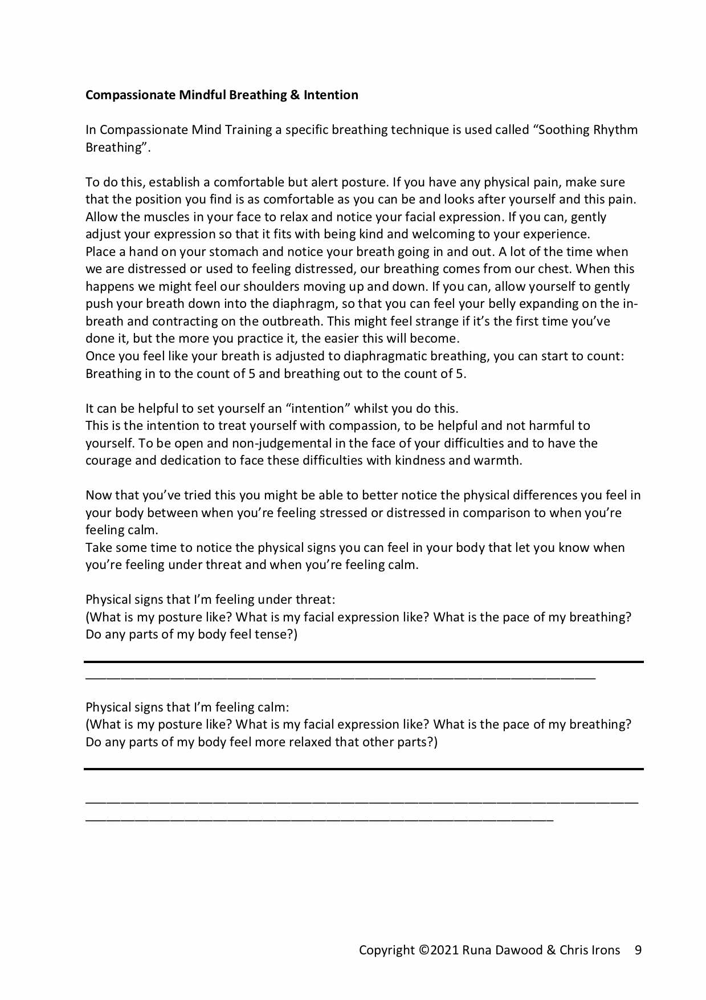 Compassionate Mindful Breathing & Intention
In Compassionate Mind Training a specific breathing technique is used called “Soothing Rhythm
Breathing”.
To do this, establish a comfortable but alert posture. If you have any physical pain, make sure
that the position you find is as comfortable as you can be and looks after yourself and this pain.
Allow the muscles in your face to relax and notice your facial expression. If you can, gently
adjust your expression so that it fits with being kind and welcoming to your experience.
Place a hand on your stomach and notice your breath going in and out. A lot of the time when
we are distressed or used to feeling distressed, our breathing comes from our chest. When this
happens we might feel our shoulders moving up and down. If you can, allow yourself to gently
push your breath down into the diaphragm, so that you can feel your belly expanding on the in-
breath and contracting on the outbreath. This might feel strange if it’s the first time you’ve
done it, but the more you practice it, the easier this will become.
Once you feel like your breath is adjusted to diaphragmatic breathing, you can start to count:
Breathing in to the count of 5 and breathing out to the count of 5.
It can be helpful to set yourself an “intention” whilst you do this.
This is the intention to treat yourself with compassion, to be helpful and not harmful to
yourself. To be open and non-judgemental in the face of your difficulties and to have the
courage and dedication to face these difficulties with kindness and warmth.
Now that you’ve tried this you might be able to better notice the physical differences you feel in
your body between when you’re feeling stressed or distressed in comparison to when you’re
feeling calm.
Take some time to notice the physical signs you can feel in your body that let you know when
you’re feeling under threat and when you’re feeling calm.
Physical signs that I’m feeling under threat:
(What is my posture like? What is my facial expression like? What is the pace of my breathing?
Do any parts of my body feel tense?)
Physical signs that I’m feeling calm:
(What is my posture like? What is my facial expression like? What is the pace of my breathing?
Do any parts of my body feel more relaxed that other parts?)
Copyright ©2021 Runa Dawood & Chris Irons 9